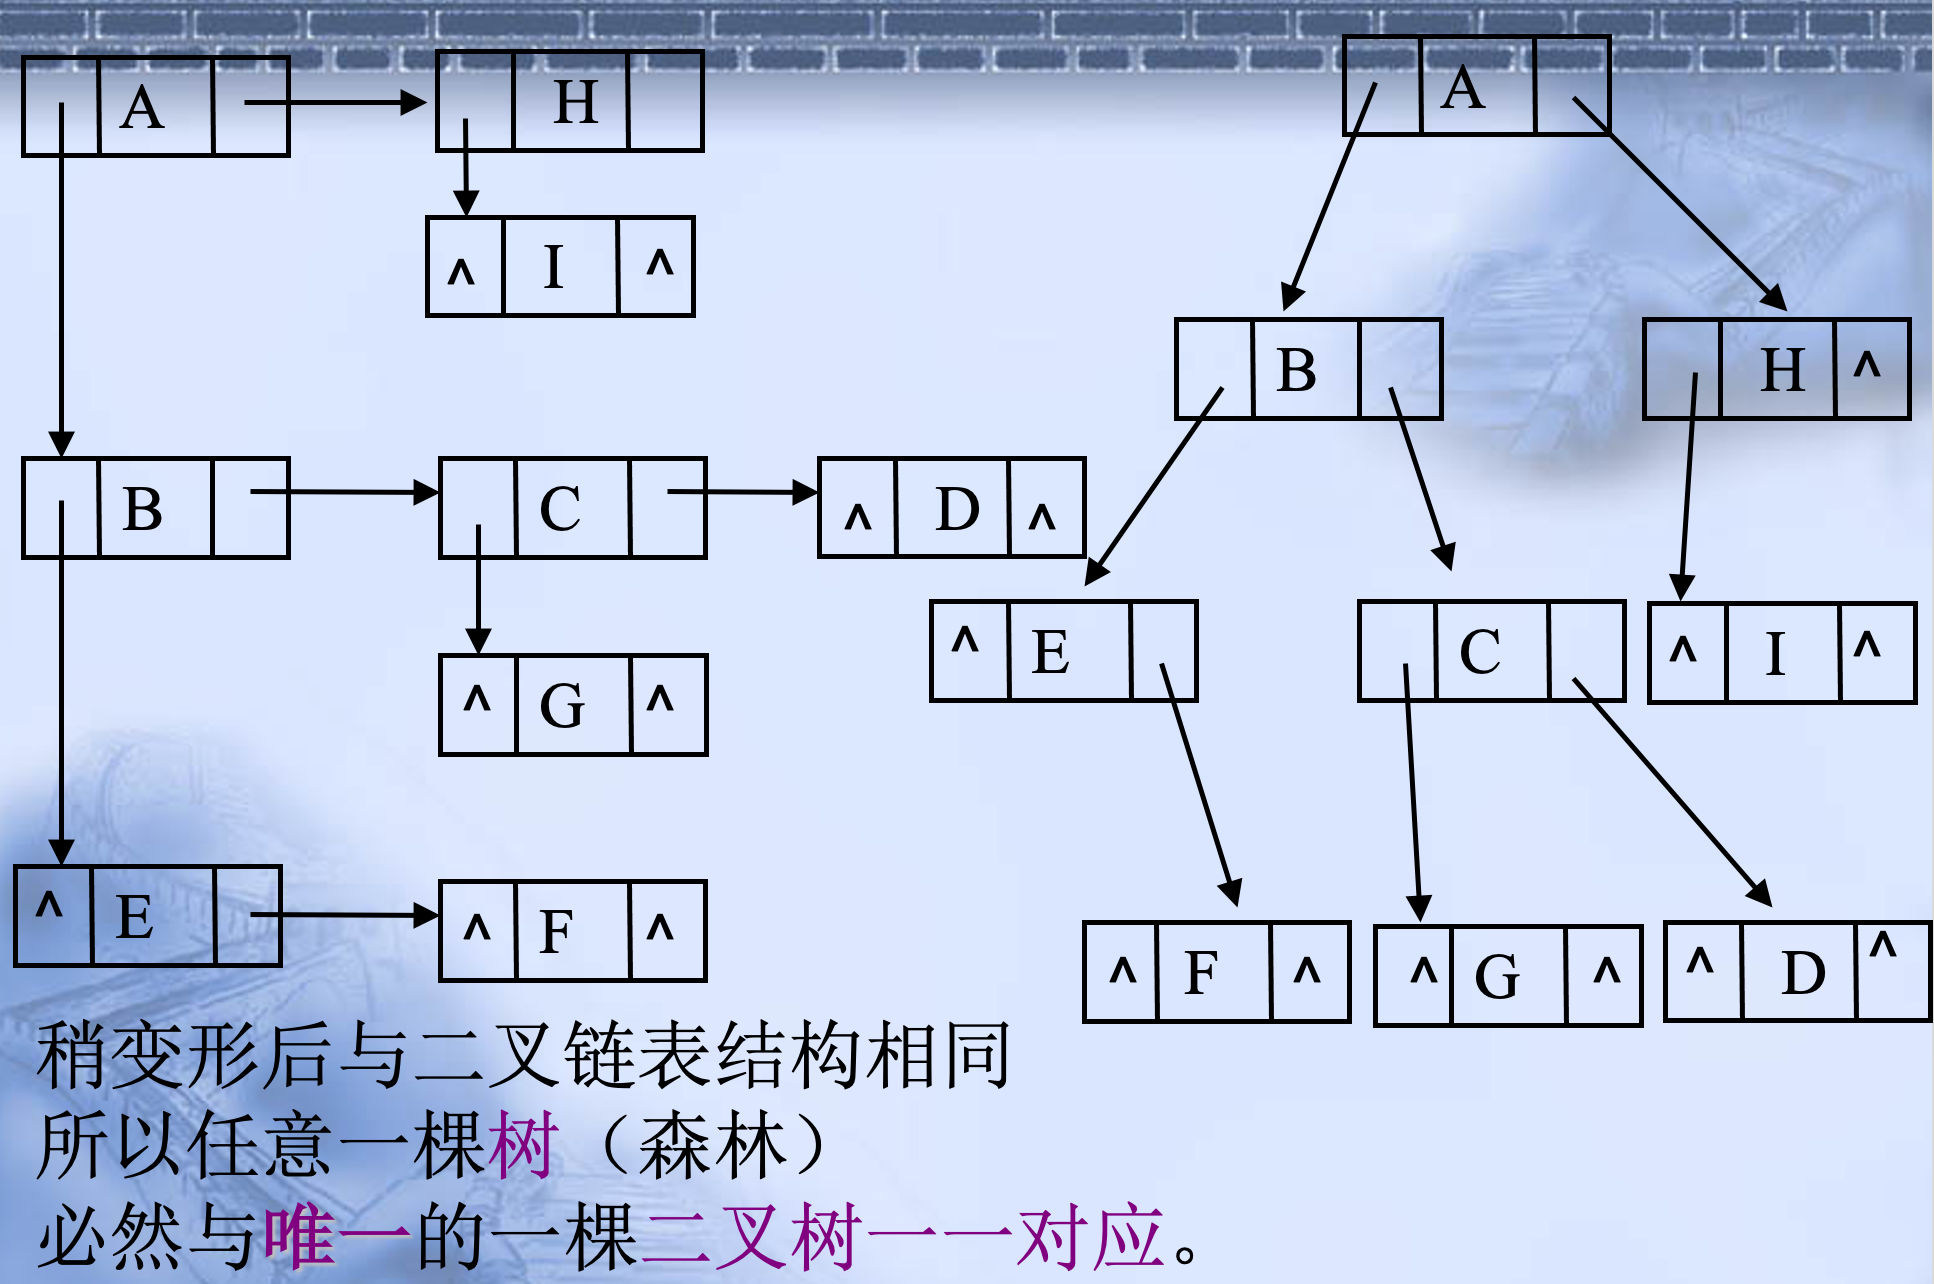 A
H
^ I ^
B
C
^ D ^
^ G ^
^ E
^ F ^
A
B
H ^
^ E
C
^ I ^
^ F ^
^ G ^
^ D ^
稍变形后与二叉链表结构相同
所以任意一棵树（森林）
必然与唯一的一棵二叉树一一对应。